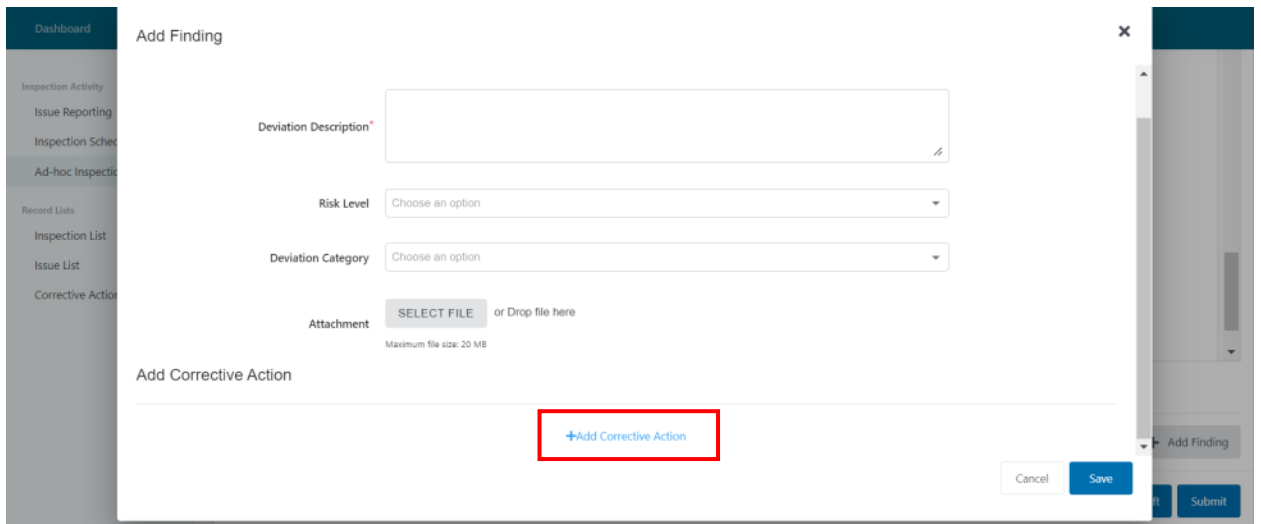 Dashboard
Add Finding
Inspection Activity
Issue Reporting
Inspection Sched
Ad-hoc Inspectio
Record Lists
Inspection List
Issue List
Corrective Action
Deviation Description*
Risk Level
Choose an option
Deviation Category
Choose an option
Attachment
SELECT FILE or Drop file here
Maximum file size: 20 MB
Add Corrective Action
+Add Corrective Action
Cancel
Save
+ Add Finding
ft
Submit